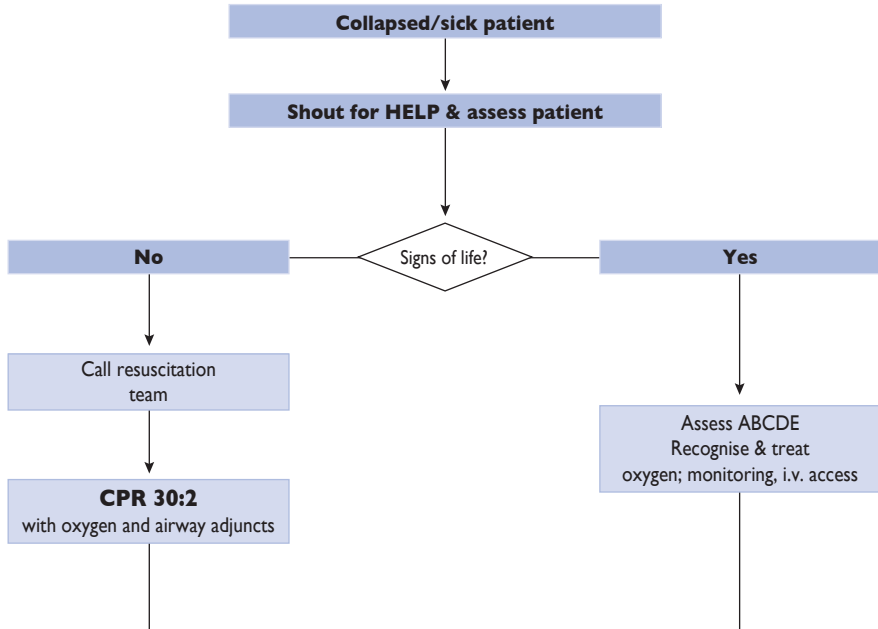 Collapsed/sick patient
Shout for HELP & assess patient
Signs of life?
No
Yes
Call resuscitation
team
CPR 30:2
with oxygen and airway adjuncts
Assess ABCDE
Recognise & treat
oxygen; monitoring, i.v. access